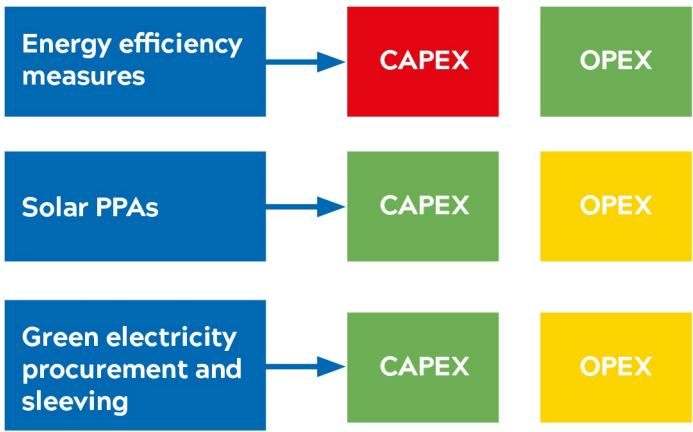 Energy efficiency
measures
CAPEX
OPEX
Solar PPAs
CAPEX
OPEX
Green electricity
procurement and
sleeving
CAPEX
OPEX